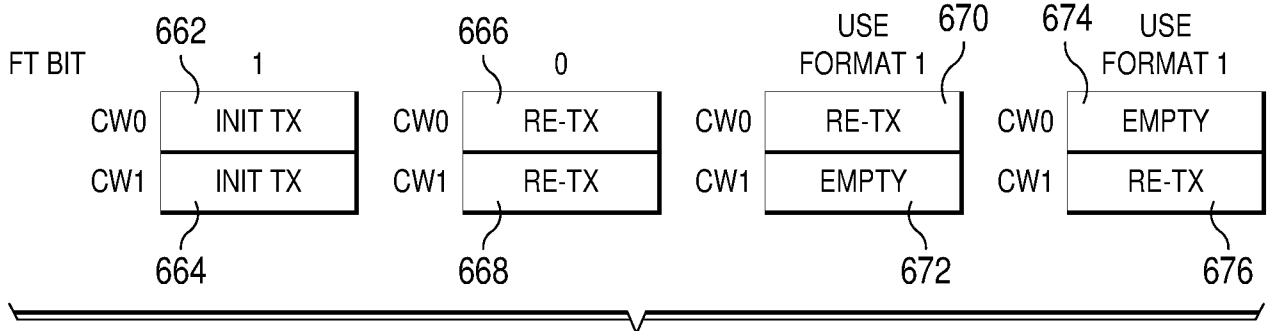 662 666 USE 670 674 USE
FT BIT 1 0 FORMAT 1 FORMAT 1
CW0 INIT TX CW0 RE-TX CW0 RE-TX CW0 EMPTY
CW1 INIT TX CW1 RE-TX CW1 EMPTY CW1 RE-TX
664 668 672 676